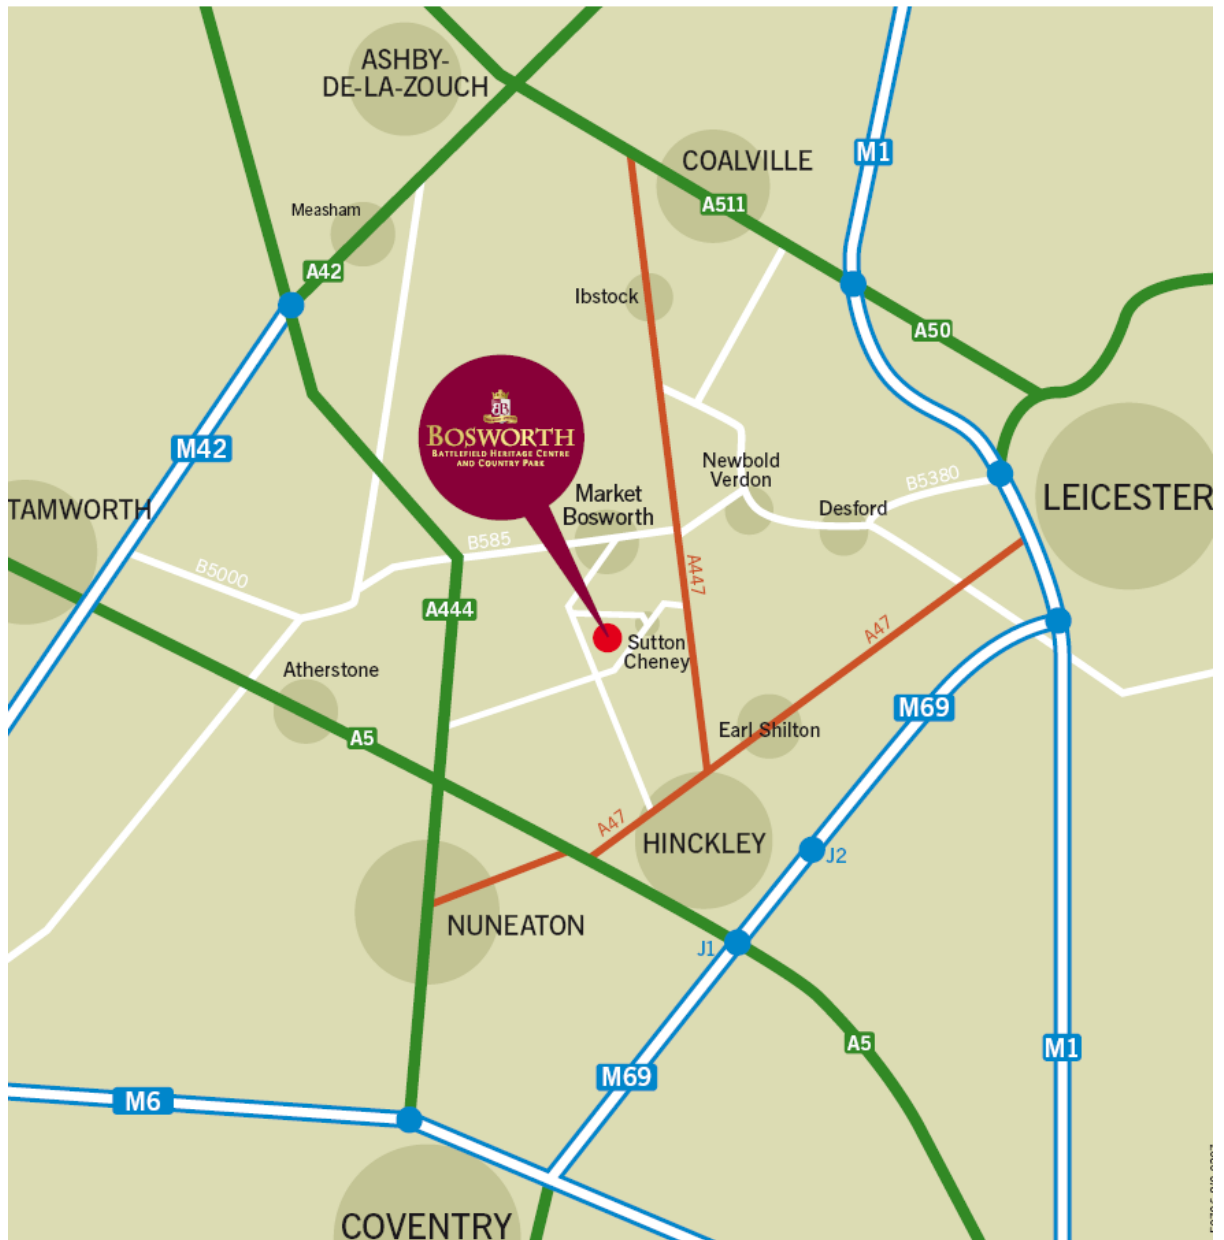 ASHBY-
DE-LA-ZOUCH
COALVILLE
M1
Measham
A511
A42
Ibstock
A50
BOSWORTH
BATTLEFIELD HERITAGE CENTRE
AND COUNTRY PARK
M42
Newbold
Verdon
B5380
Market
Bosworth
Desford
LEICESTER
TAMWORTH
B585
B5000
A447
A444
A47
Sutton
Cheney
Atherstone
M69
Earl Shilton
A5
A47
HINCKLEY
J2
NUNEATON
J1
A5
M1
M69
M6
COVENTRY